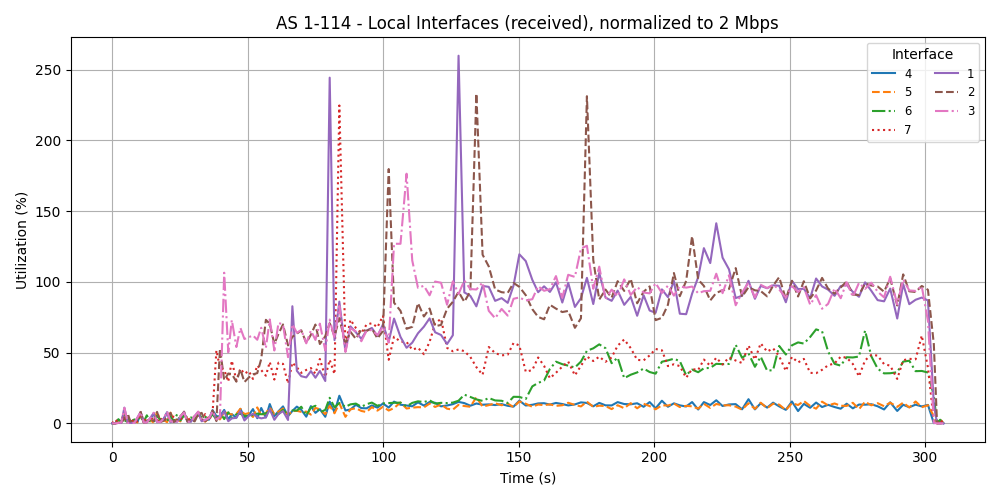 AS 1-114 - Local Interfaces (received), normalized to 2 Mbps
Utilization (%)
250
200
150
100
50
0
0 50 100 150 200 250 300
Time (s)
Interface
4 1
5 2
6 3
7